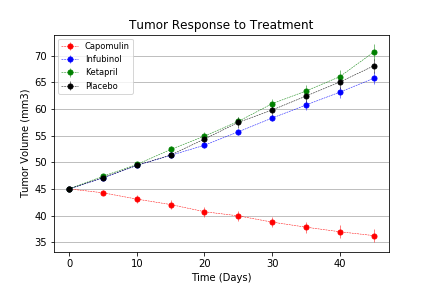 Tumor Response to Treatment
Capomulin
Infubinol
Ketapril
Placebo
Tumor Volume (mm3)
70
65
60
55
50
45
40
35
0
10
20
30
40
Time (Days)